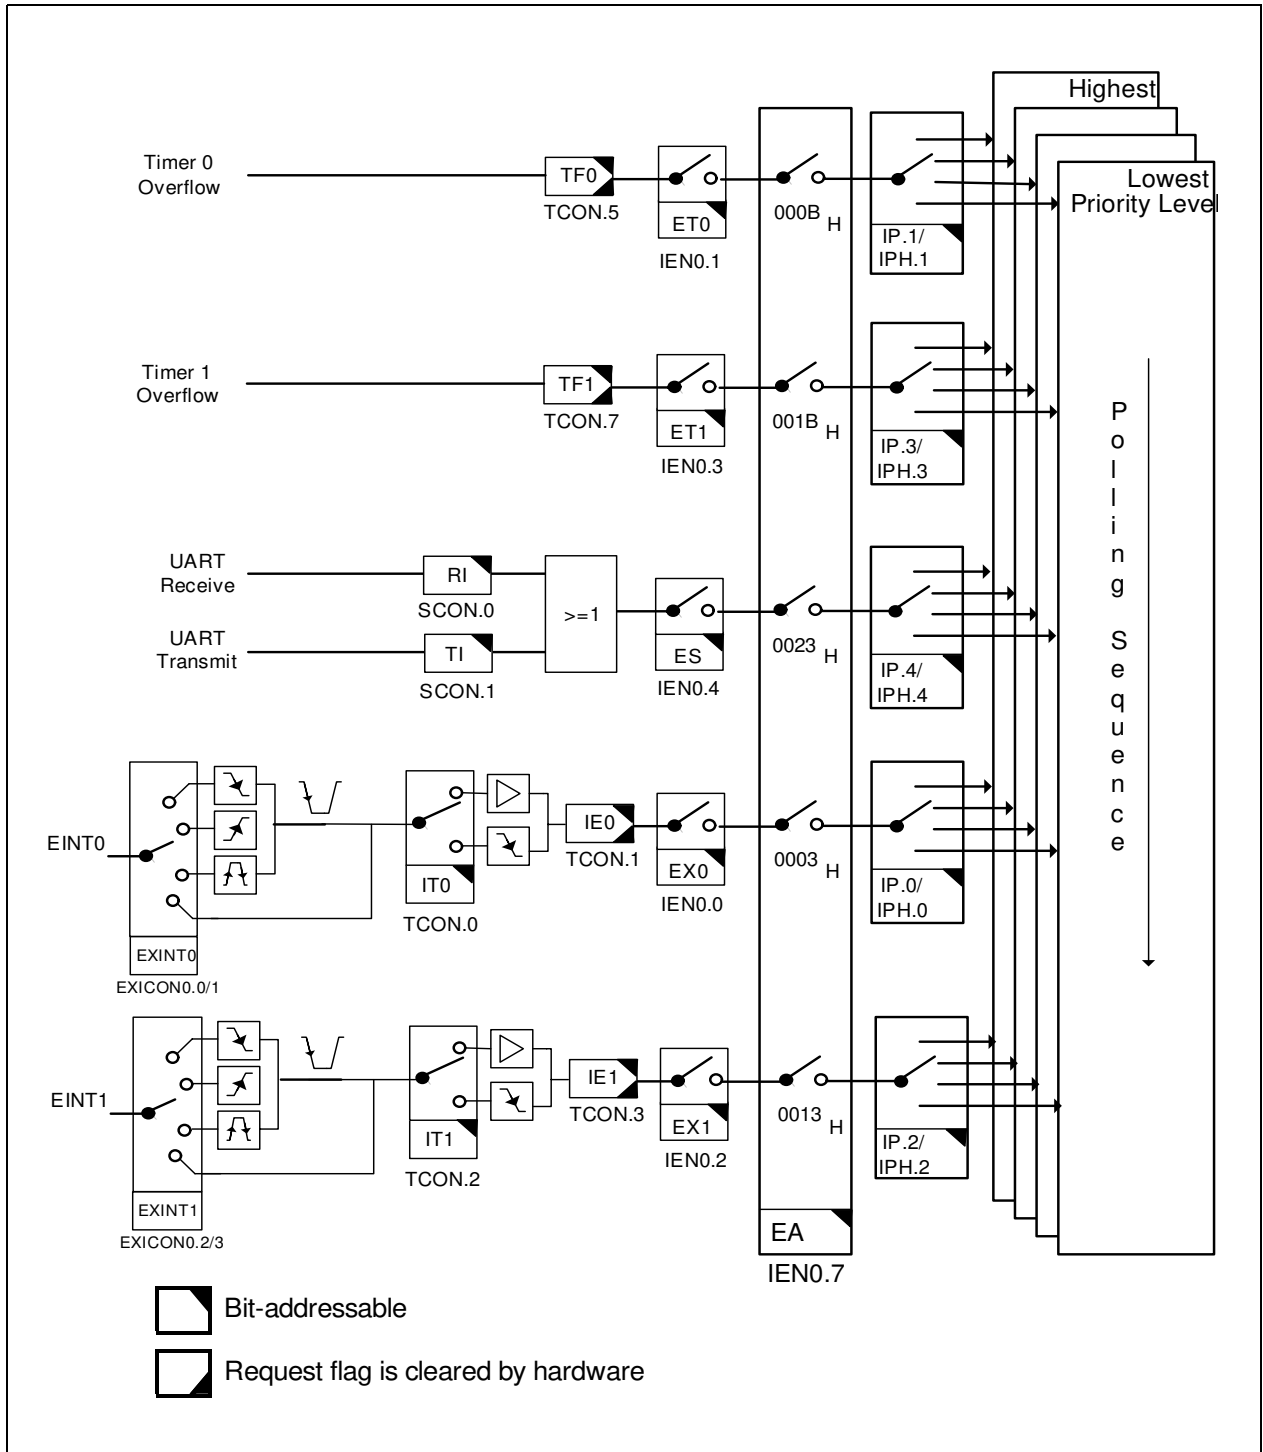 Highest
Lowest
Priority Level
Timer 0
Overflow
TF0
TCON.5
ET0
IEN0.1
000B H
IP.1/
IPH.1
Timer 1
Overflow
TF1
TCON.7
ET1
IEN0.3
001B H
IP.3/
IPH.3
UART
Receive
RI
SCON.0
UART
Transmit
TI
SCON.1
>=1
ES
IEN0.4
0023 H
IP.4/
IPH.4
EINT0
EXINT0
EXICON0.0/1
IT0
TCON.0
IE0
TCON.1
EX0
IEN0.0
0003 H
IP.0/
IPH.0
EINT1
EXINT1
EXICON0.2/3
IT1
TCON.2
IE1
TCON.3
EX1
IEN0.2
0013 H
IP.2/
IPH.2
EA
IEN0.7
Polling Sequence
Bit-addressable
Request flag is cleared by hardware